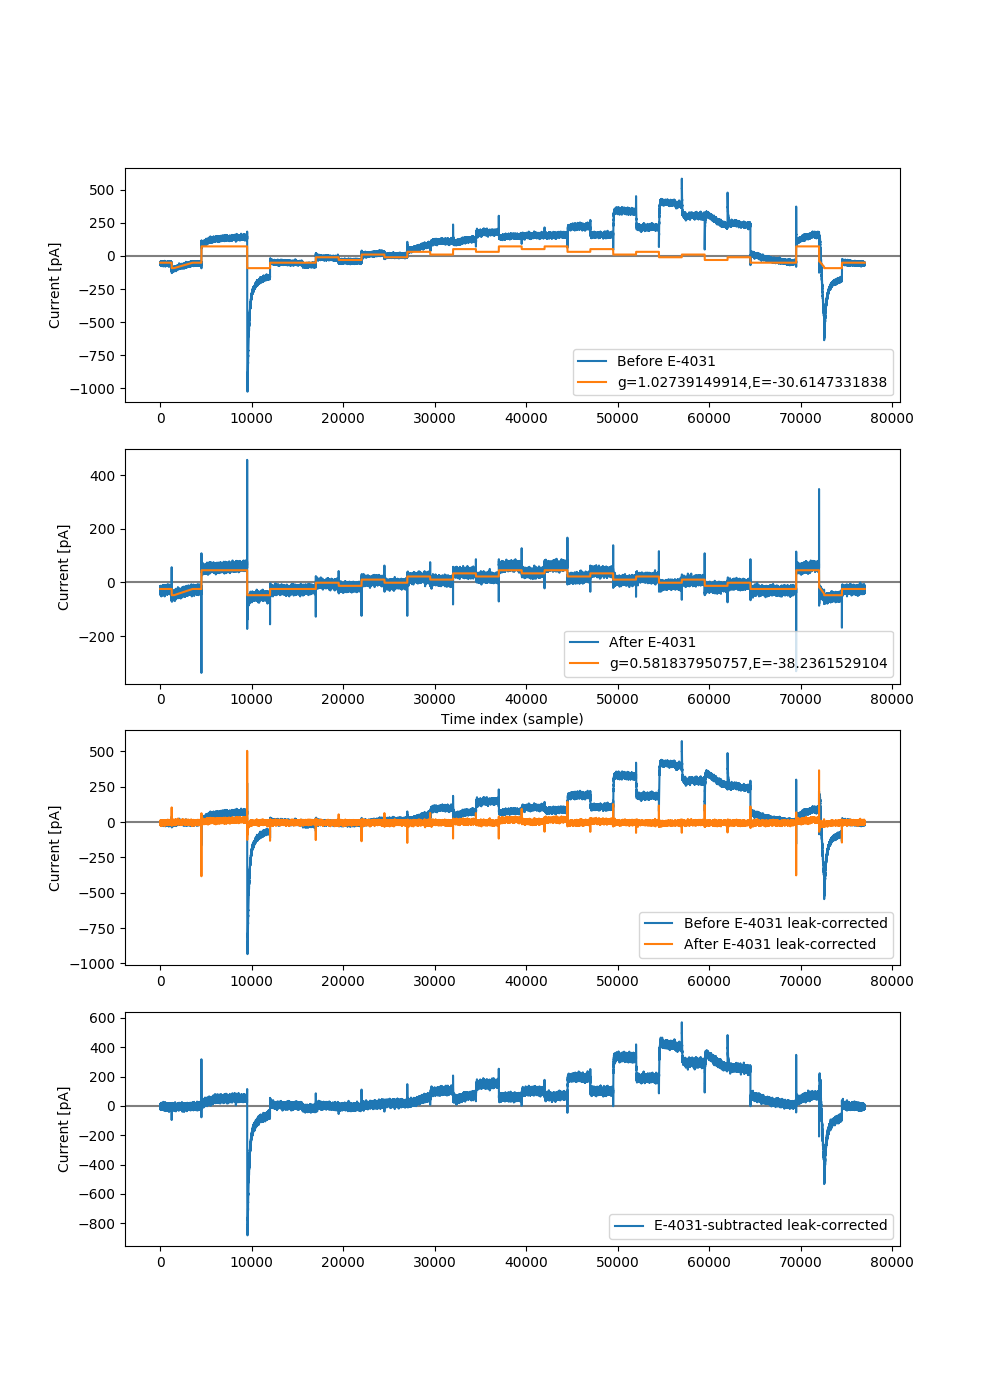 500
250
0
−250
−500
−750
−1000
Current [pA]
Before E-4031
g=1.02739149914,E=-30.6147331838
0 10000 20000 30000 40000 50000 60000 70000 80000
400
200
0
−200
Current [pA]
After E-4031
g=0.581837950757,E=-38.2361529104
0 10000 20000 30000 40000 50000 60000 70000 80000
Time index (sample)
500
250
0
−250
−500
−750
−1000
Current [pA]
Before E-4031 leak-corrected
After E-4031 leak-corrected
0 10000 20000 30000 40000 50000 60000 70000 80000
600
400
200
0
−200
−400
−600
−800
Current [pA]
E-4031-subtracted leak-corrected
0 10000 20000 30000 40000 50000 60000 70000 80000